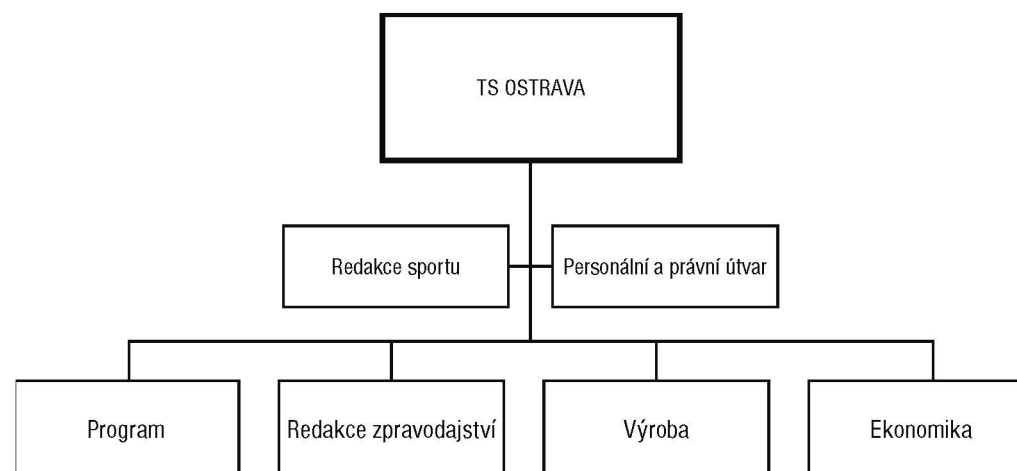 TS OSTRAVA
Redakce sportu
Personální a právní útvar
Program
Redakce zpravodajství
Výroba
Ekonomika